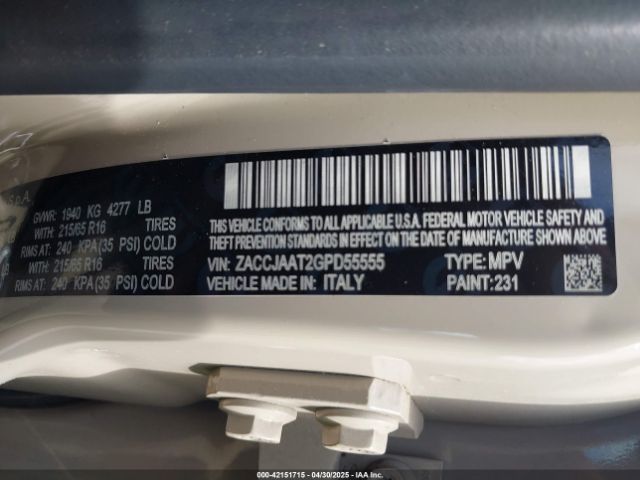 S.p.A.
GVWR: 1940 KG 4277 LB
WITH: 215/65 R16 TIRES
RIMS AT: 240 KPA(35 PSI) COLD
WITH: 215/65 R16 TIRES
RIMS AT: 240 KPA(35 PSI) COLD
THIS VEHICLE CONFORMS TO ALL APPLICABLE U.S.A. FEDERAL MOTOR VEHICLE SAFETY AND
THEFT PREVENTION STANDARDS IN EFFECT ON THE DATE OF MANUFACTURE SHOWN ABOVE.
VIN: ZACCJAAT2GPD55555 TYPE: MPV
VEHICLE MADE IN: ITALY PAINT: 231
000-42151715 - 04/30/2025 - IAA Inc.